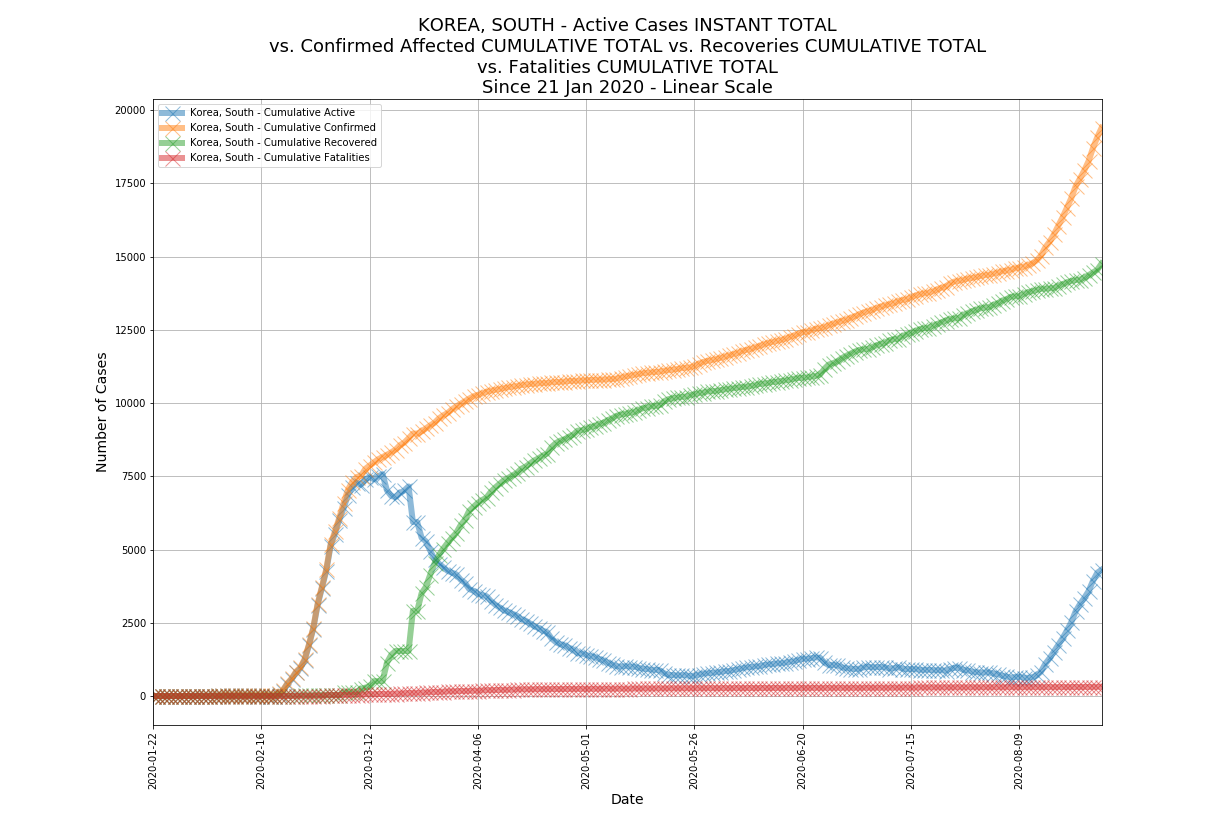 KOREA, SOUTH - Active Cases INSTANT TOTAL
vs. Confirmed Affected CUMULATIVE TOTAL vs. Recoveries CUMULATIVE TOTAL
vs. Fatalities CUMULATIVE TOTAL
Since 21 Jan 2020 - Linear Scale
Korea, South - Cumulative Active
Korea, South - Cumulative Confirmed
Korea, South - Cumulative Recovered
Korea, South - Cumulative Fatalities
Number of Cases
20000
17500
15000
12500
10000
7500
5000
2500
0
2020-01-22
2020-02-16
2020-03-12
2020-04-06
2020-05-01
2020-05-26
2020-06-20
2020-07-15
2020-08-09
Date